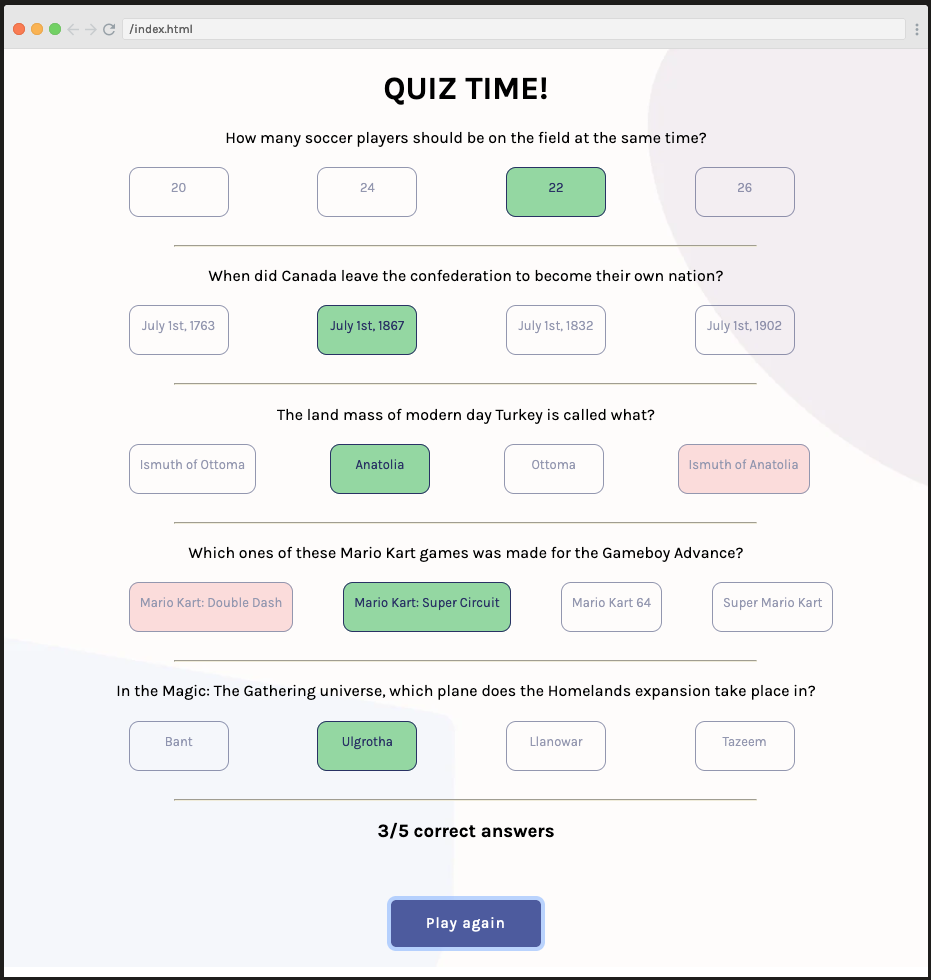 /index.html
QUIZ TIME!
How many soccer players should be on the field at the same time?
20 24 22 26
When did Canada leave the confederation to become their own nation?
July 1st, 1763 July 1st, 1867 July 1st, 1832 July 1st, 1902
The land mass of modern day Turkey is called what?
Ismuth of Ottoma Anatolia Ottoma Ismuth of Anatolia
Which ones of these Mario Kart games was made for the Gameboy Advance?
Mario Kart: Double Dash Mario Kart: Super Circuit Mario Kart 64 Super Mario Kart
In the Magic: The Gathering universe, which plane does the Homelands expansion take place in?
Bant Ulgrotha Llanowar Tazeem
3/5 correct answers
Play again